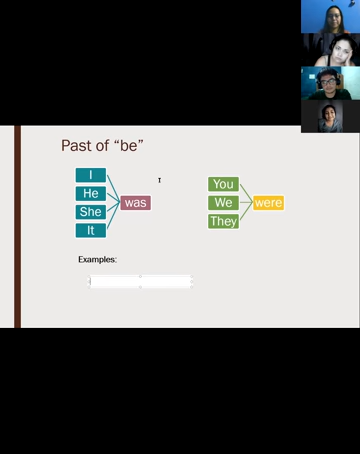 Past of “be”
I
He
She
It
was
You
We
They
were
Examples: